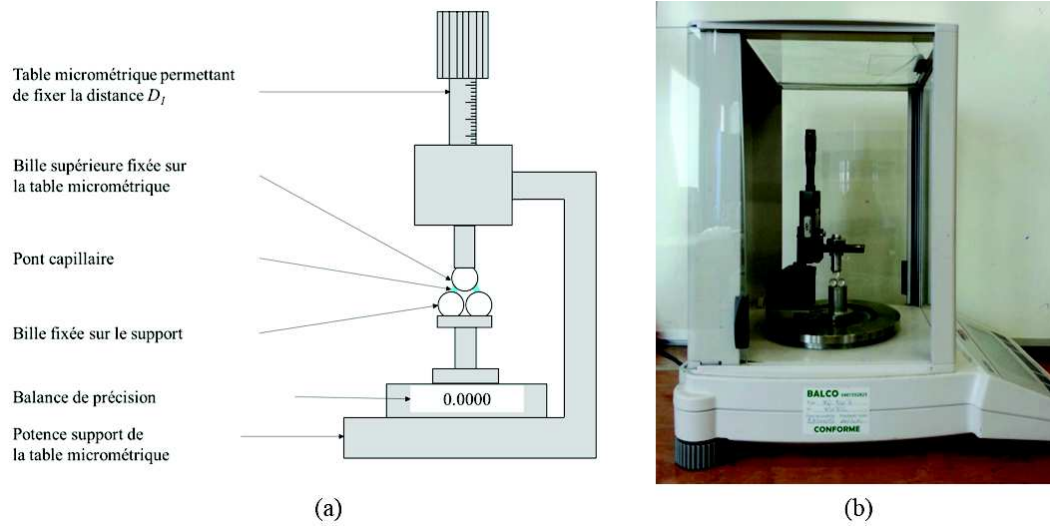 Table micrométrique permettant
de fixer la distance D₁
Bille supérieure fixée sur
la table micrométrique
Pont capillaire
Bille fixée sur le support
Balance de précision
0.0000
Potence support de
la table micrométrique
BALCO
CONFORME
(a)
(b)